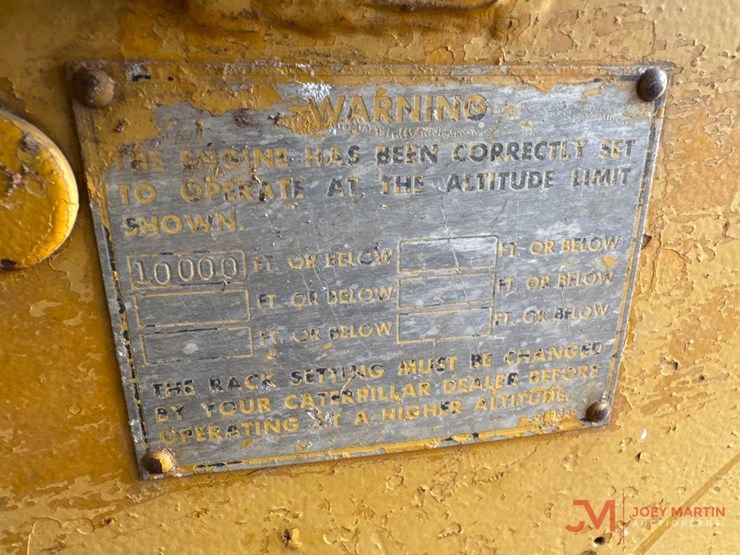 WARNING
THE ENGINE HAS BEEN CORRECTLY SET
TO OPERATE AT THE ALTITUDE LIMIT
SHOWN.
10000 FT. OR BELOW FT. OR BELOW
FT. OR BELOW FT. OR BELOW
FT. OR BELOW FT. OR BELOW
THE RACK SETTING MUST BE CHANGED
BY YOUR CATERPILLAR DEALER BEFORE
OPERATING AT A HIGHER ALTITUDE.
JM JOEY MARTIN
AUCTIONEERS